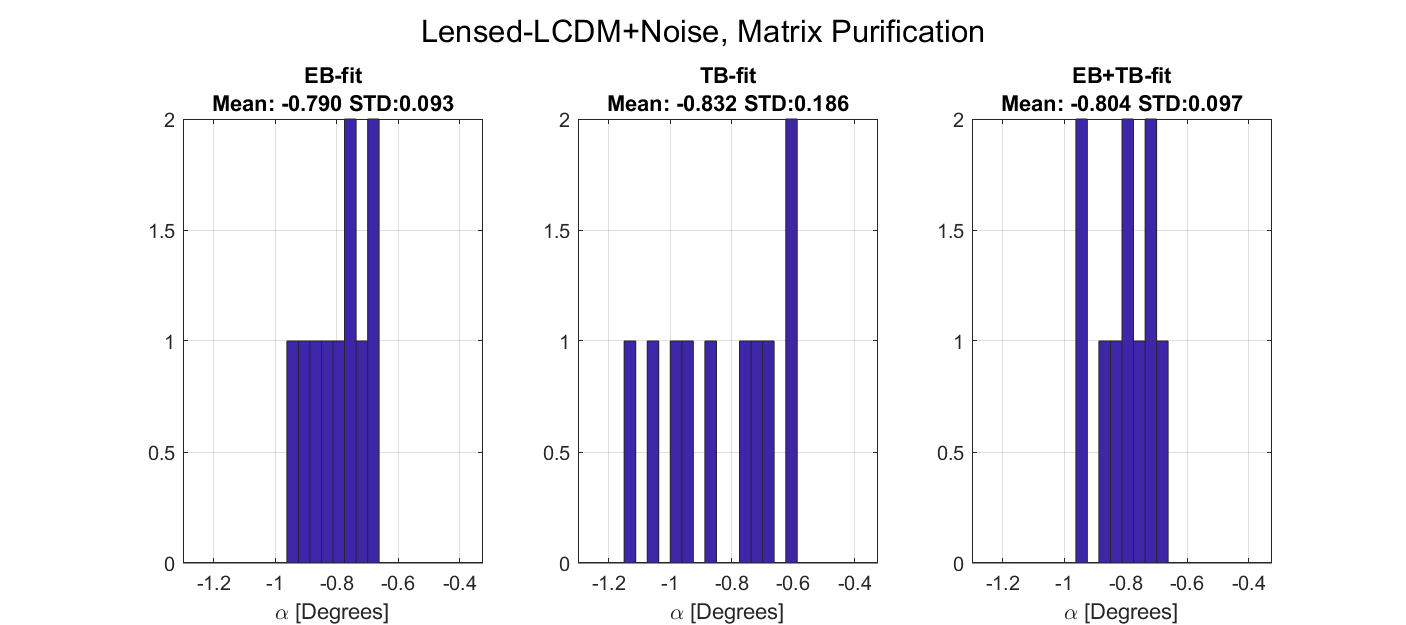 Lensed-LCDM+Noise, Matrix Purification
EB-fit
Mean: -0.790 STD:0.093
2
1.5
1
0.5
0
-1.2 -1 -0.8 -0.6 -0.4
α [Degrees]
TB-fit
Mean: -0.832 STD:0.186
2
1.5
1
0.5
0
-1.2 -1 -0.8 -0.6 -0.4
α [Degrees]
EB+TB-fit
Mean: -0.804 STD:0.097
2
1.5
1
0.5
0
-1.2 -1 -0.8 -0.6 -0.4
α [Degrees]